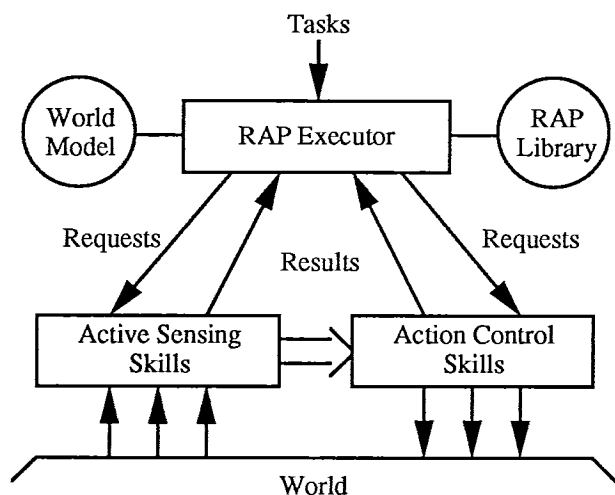 Tasks
World
Model
RAP Executor
RAP
Library
Requests
Results
Requests
Active Sensing
Skills
Action Control
Skills
World